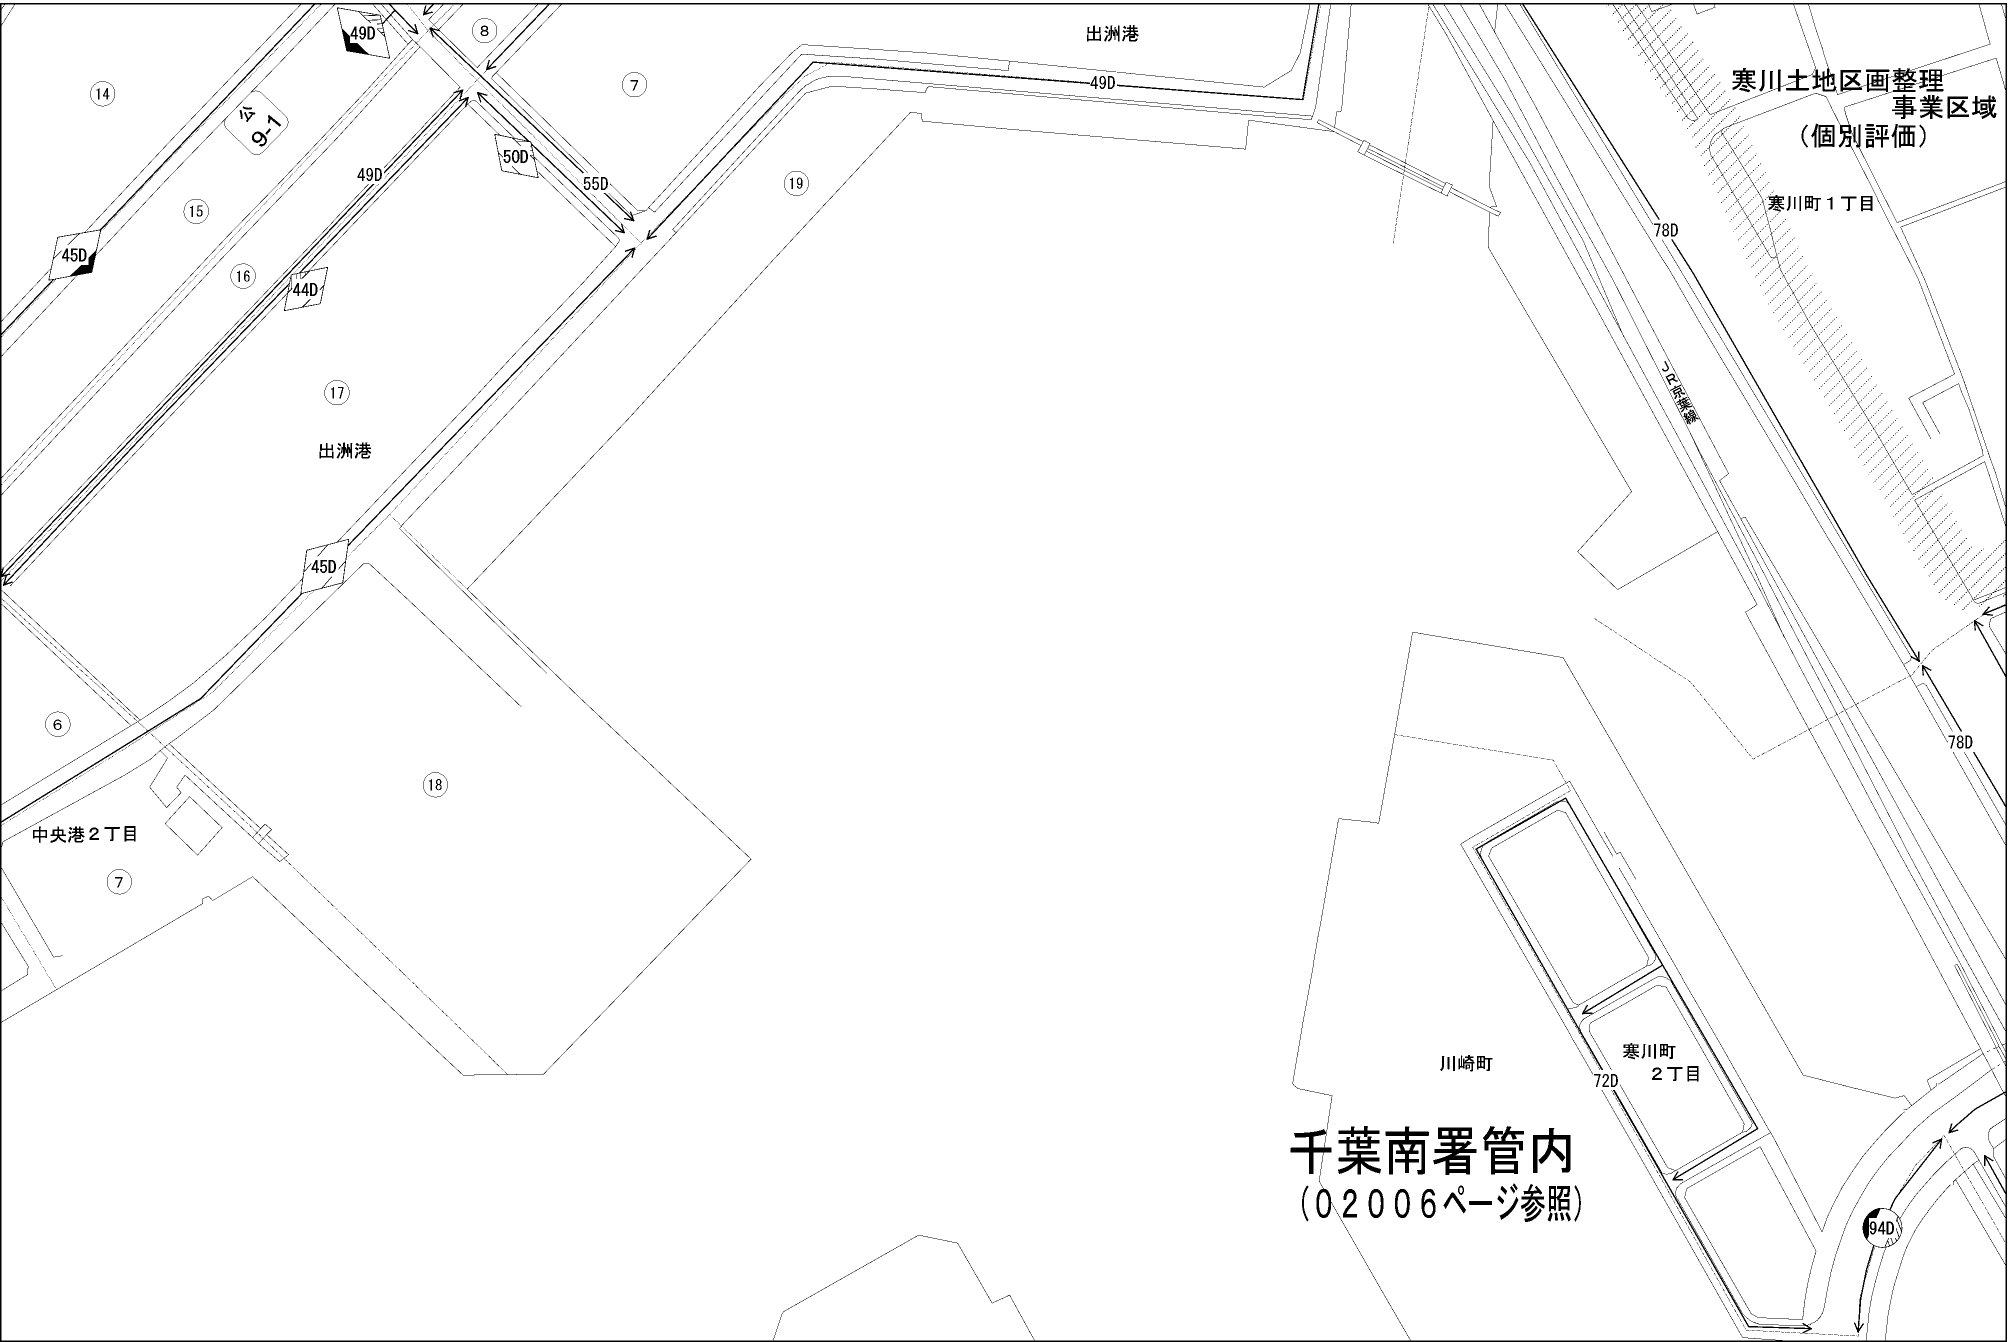 49D
8
出洲港
14
7
49D
寒川土地区画整理
事業区域
（個別評価）
公
9-1
50D
49D
55D
19
15
寒川町１丁目
78D
45D
16
44D
17
JR京葉線
出洲港
45D
6
78D
18
中央港２丁目
7
寒川町
２丁目
川崎町
72D
千葉南署管内
（０２００６ページ参照）
94D